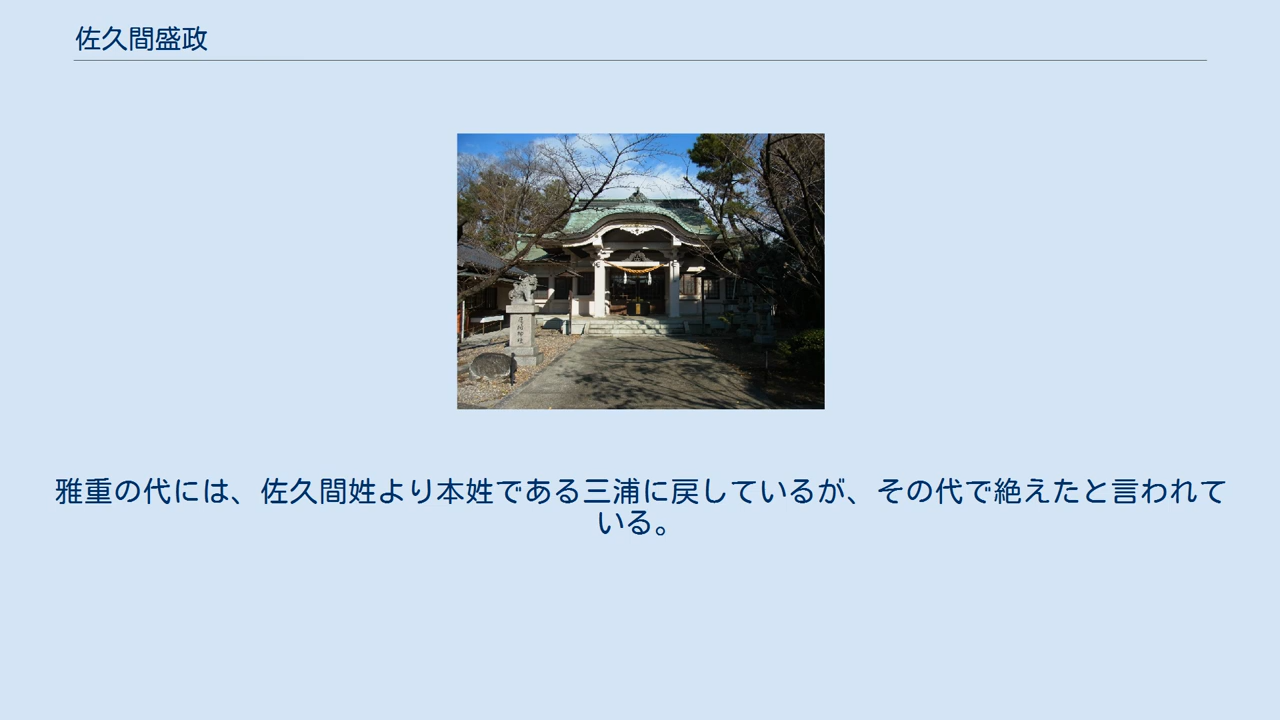 佐久間盛政
雅重の代には、佐久間姓より本姓である三浦に戻しているが、その代で絶えたと言われて
いる。